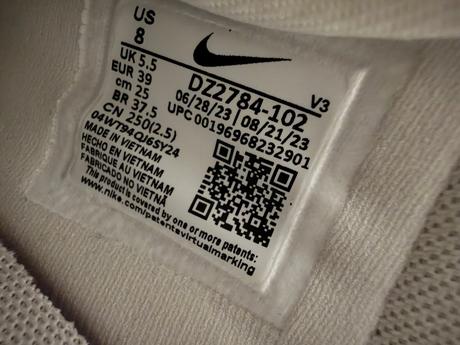 US
8
UK 5.5
EUR 39
cm 25
BR 37.5
CN 250(2.5)
04WT94QJ6SY24
MADE IN VIETNAM
HECHO EN VIETNAM
FABRIQUÉ AU VIETNAM
FABRICADO NO VIETNÃ
This product is covered by one or more patents:
www.nike.com/patentsvirtualmarking
DZ2784-102 V3
06/28/23 | 08/21/23
UPC 00196968232901